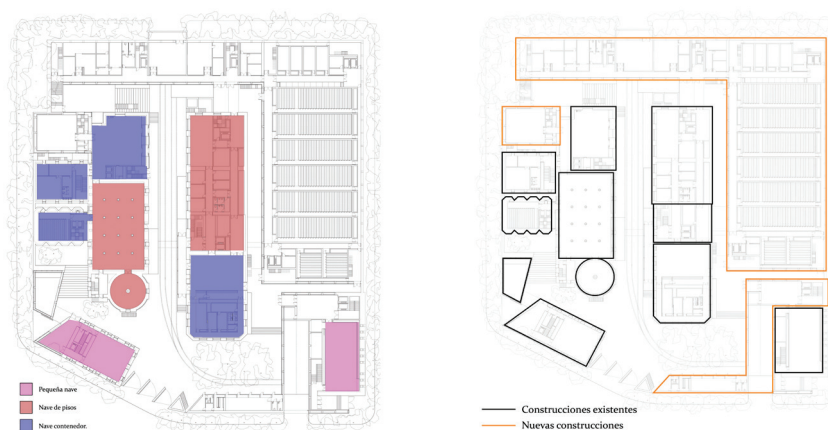 Pequeña nave
Nave de pisos
Nave contenedor.
Construcciones existentes
Nuevas construcciones